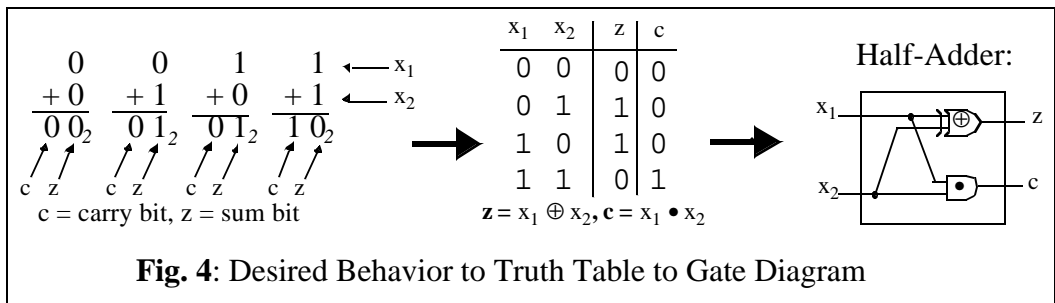 0 0 1 1 x₁
+ 0 + 1 + 0 + 1 x₂
0 0₂ 0 1₂ 0 1₂ 1 0₂
c z c z c z c z
c = carry bit, z = sum bit
x₁ x₂ z c
0 0 0 0
0 1 1 0
1 0 1 0
1 1 0 1
z = x₁ ⊕ x₂, c = x₁ • x₂
Half-Adder:
x₁ ⊕ z
x₂ • c
Fig. 4: Desired Behavior to Truth Table to Gate Diagram